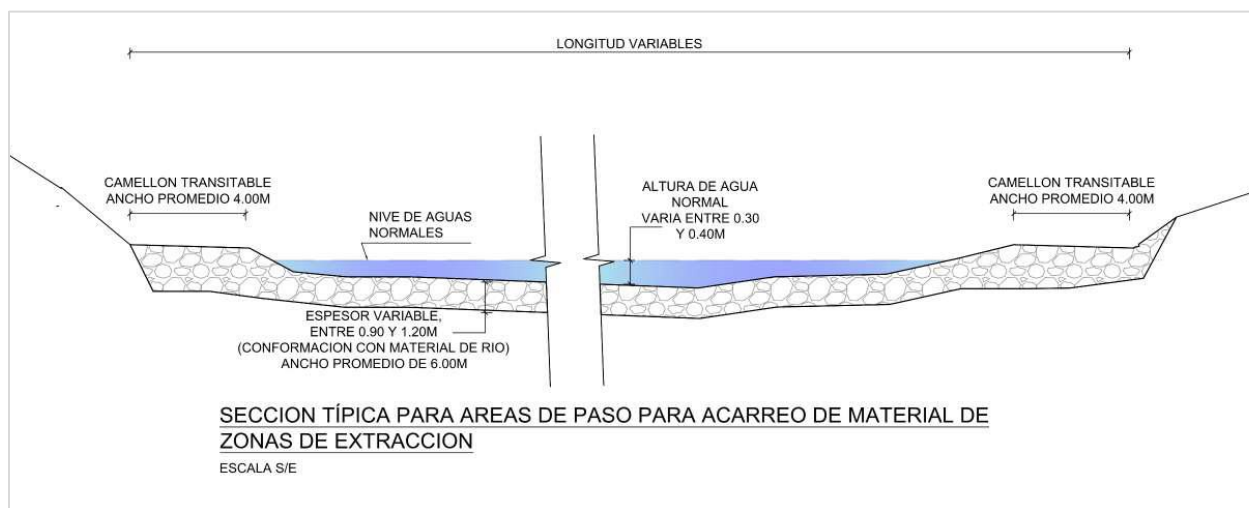 LONGITUD VARIABLES
CAMELLON TRANSITABLE
ANCHO PROMEDIO 4.00M
NIVE DE AGUAS
NORMALES
ALTURA DE AGUA
NORMAL
VARIA ENTRE 0.30
Y 0.40M
CAMELLON TRANSITABLE
ANCHO PROMEDIO 4.00M
ESPESOR VARIABLE,
ENTRE 0.90 Y 1.20M
(CONFORMACION CON MATERIAL DE RIO)
ANCHO PROMEDIO DE 6.00M
SECCION TÍPICA PARA AREAS DE PASO PARA ACARREO DE MATERIAL DE
ZONAS DE EXTRACCION
ESCALA S/E